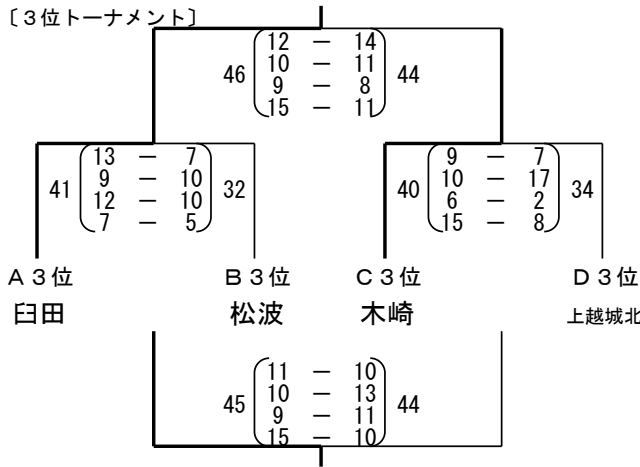 〔３位トーナメント〕
12 － 14
46 10 － 11 44
9 － 8
15 － 11
13 － 7 9 － 7
41 9 － 10 32 40 10 － 17 34
12 － 10 6 － 2
7 － 5 15 － 8
A３位 B３位 C３位 D３位
臼田 松波 木崎 上越城北
11 － 10
45 10 － 13 44
9 － 11
15 － 10